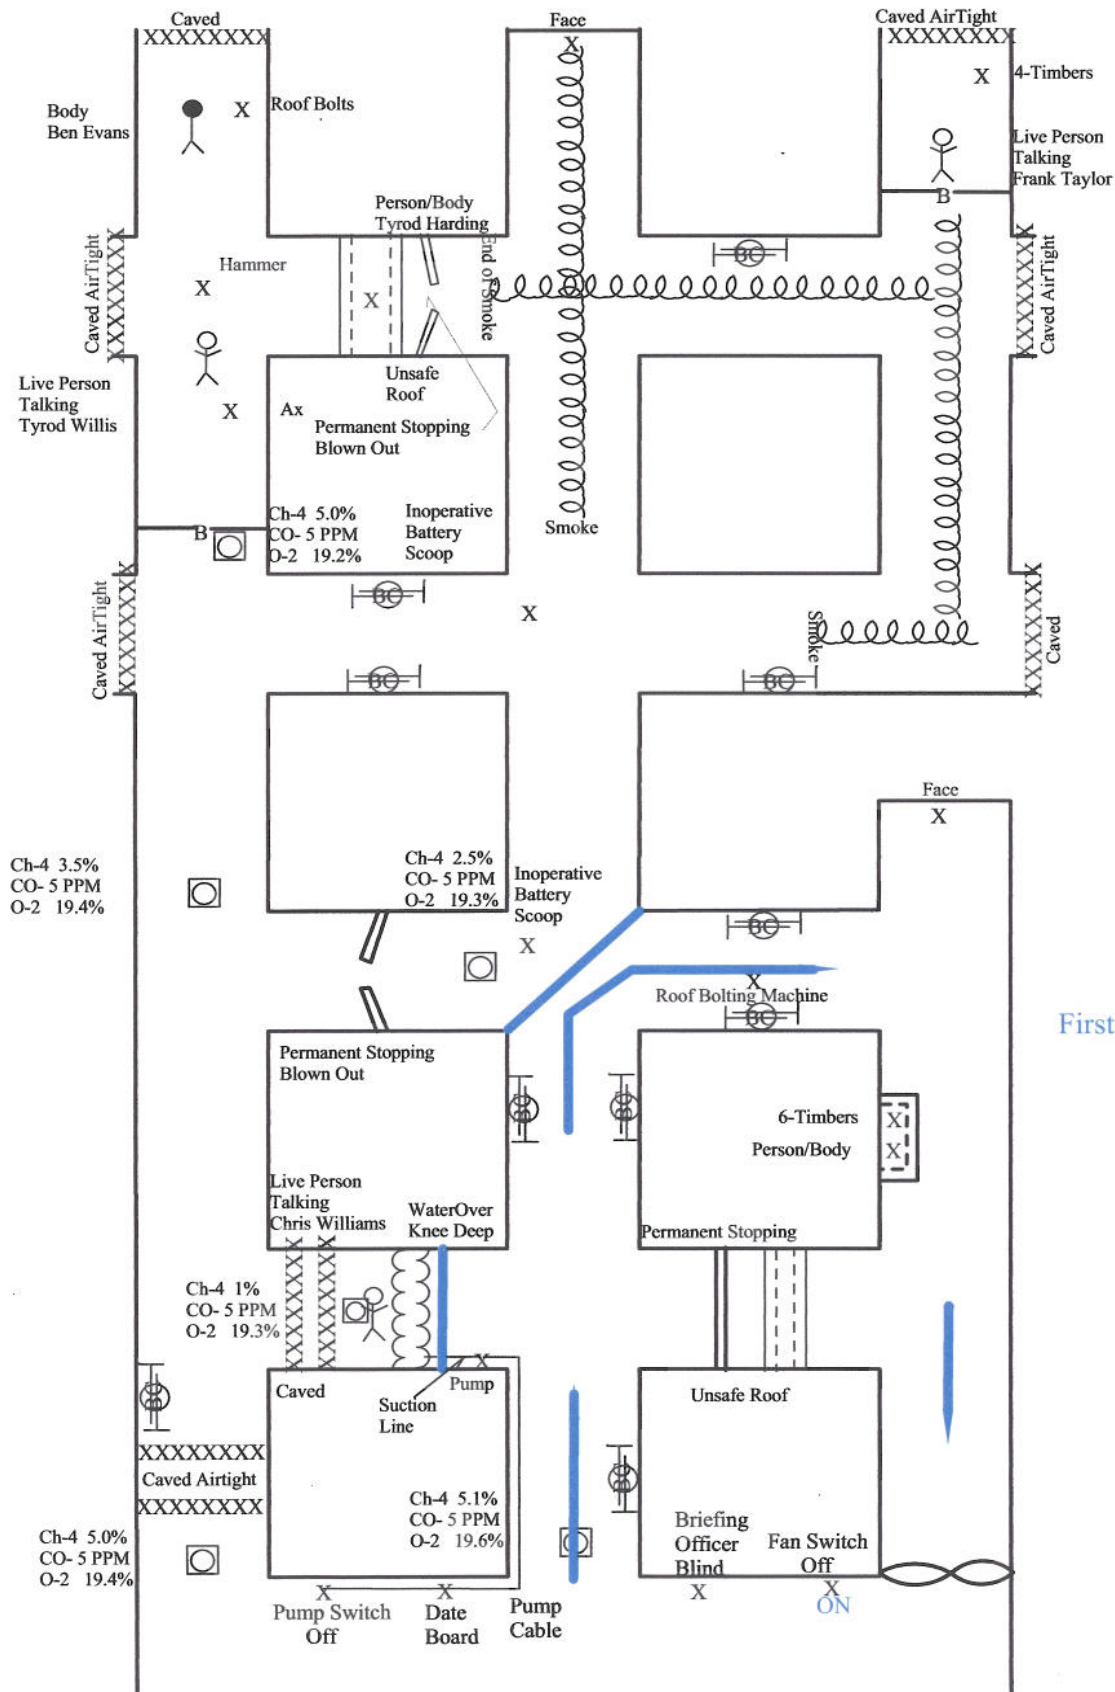 Caved
Face
Caved AirTight
XXXXXXXX
X
XXXXXXXX
X
4-Timbers
X
Roof Bolts
Body
Ben Evans
Live Person
Talking
Frank Taylor
B
Person/Body
Tyrod Harding
Caved AirTight
Hammer
X
X
End of Smoke
BC
Caved AirTight
Live Person
Talking
Tyrod Willis
X
Unsafe
Roof
Ax
Permanent Stopping
Blown Out
B
Ch-4 5.0%
CO- 5 PPM
O-2 19.2%
Inoperative
Battery
Scoop
Smoke
Caved AirTight
BC
X
Smoke
Caved
BC
BC
Face
X
Ch-4 3.5%
CO- 5 PPM
O-2 19.4%
Ch-4 2.5%
CO- 5 PPM
O-2 19.3%
Inoperative
Battery
Scoop
X
BC
X
Roof Bolting Machine
BC
First
Permanent Stopping
Blown Out
BC
BC
6-Timbers
X
Person/Body
X
Live Person
Talking
Chris Williams
WaterOver
Knee Deep
Permanent Stopping
Ch-4 1%
CO- 5 PPM
O-2 19.3%
X
Pump
Caved
Suction
Line
Unsafe Roof
BC
XXXXXXX
Caved Airtight
XXXXXXX
BC
Ch-4 5.1%
CO- 5 PPM
O-2 19.6%
Ch-4 5.0%
CO- 5 PPM
O-2 19.4%
Briefing
Officer
Blind
Fan Switch
Off
X
X
X
X
ON
Pump Switch
Off
Date
Board
Pump
Cable